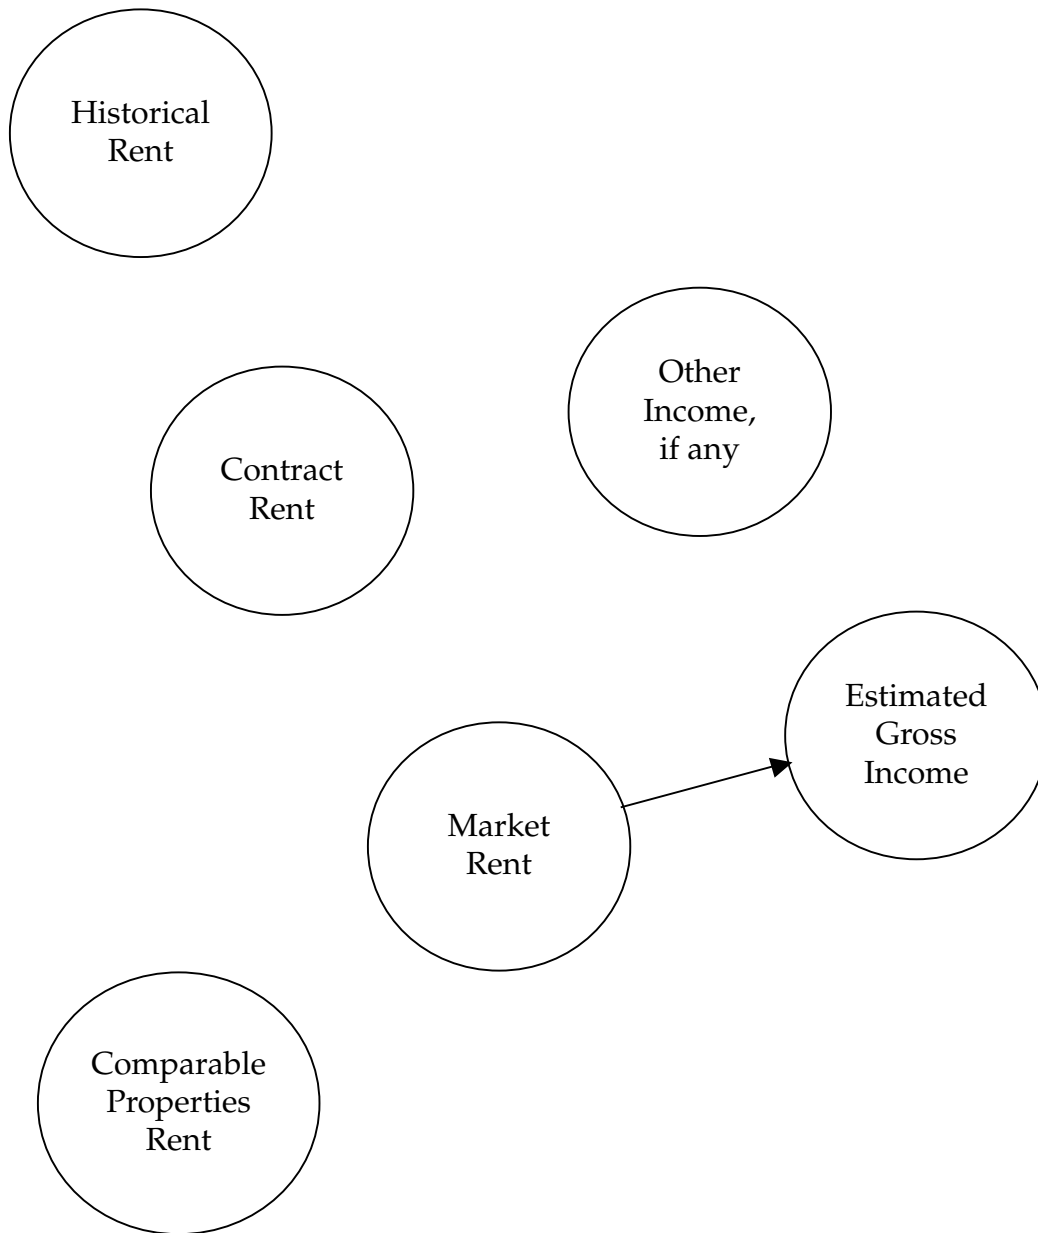 Historical
Rent
Other
Income,
if any
Contract
Rent
Estimated
Gross
Income
Market
Rent
Comparable
Properties
Rent